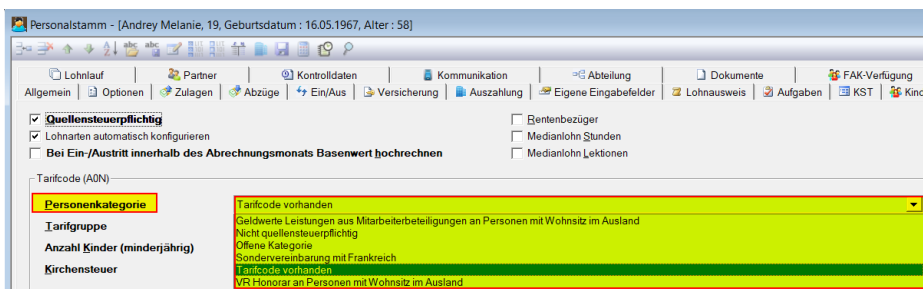 Personalstamm - [Andrey Melanie, 19, Geburtsdatum : 16.05.1967, Alter : 58]
Lohnlauf Partner Kontrolldaten Kommunikation Abteilung Dokumente FAK-Verfügung
Allgemein Optionen Zulagen Abzüge Ein/Aus Versicherung Auszahlung Eigene Eingabefelder Lohnausweis Aufgaben KST Kind
Quellensteuerpflichtig Rentenbezüger
Lohnarten automatisch konfigurieren Medianlohn Stunden
Bei Ein-/Austritt innerhalb des Abrechnungsmonats Basenwert hochrechnen Medianlohn Lektionen
Tarifcode (A0N)
Personenkategorie Tarifcode vorhanden
Geldwerte Leistungen aus Mitarbeiterbeteiligungen an Personen mit Wohnsitz im Ausland
Tarifgruppe Nicht quellensteuerpflichtig
Anzahl Kinder (minderjährig) Offene Kategorie
Sondervereinbarung mit Frankreich
Kirchensteuer Tarifcode vorhanden
VR Honorar an Personen mit Wohnsitz im Ausland